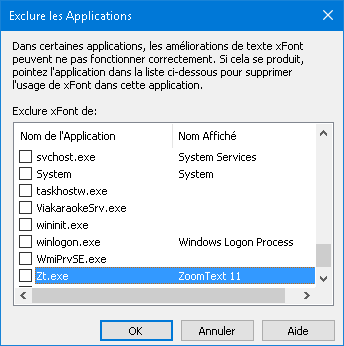 Exclure les Applications
Dans certaines applications, les améliorations de texte xFont
peuvent ne pas fonctionner correctement. Si cela se produit,
pointez l'application dans la liste ci-dessous pour supprimer
l'usage de xFont dans cette application.
Exclure xFont de:
Nom de l'Application Nom Affiché
svchost.exe System Services
System System
taskhostw.exe
ViakaraokeSrv.exe
wininit.exe
winlogon.exe Windows Logon Process
WmiPrvSE.exe
Zt.exe ZoomText 11
OK Annuler Aide